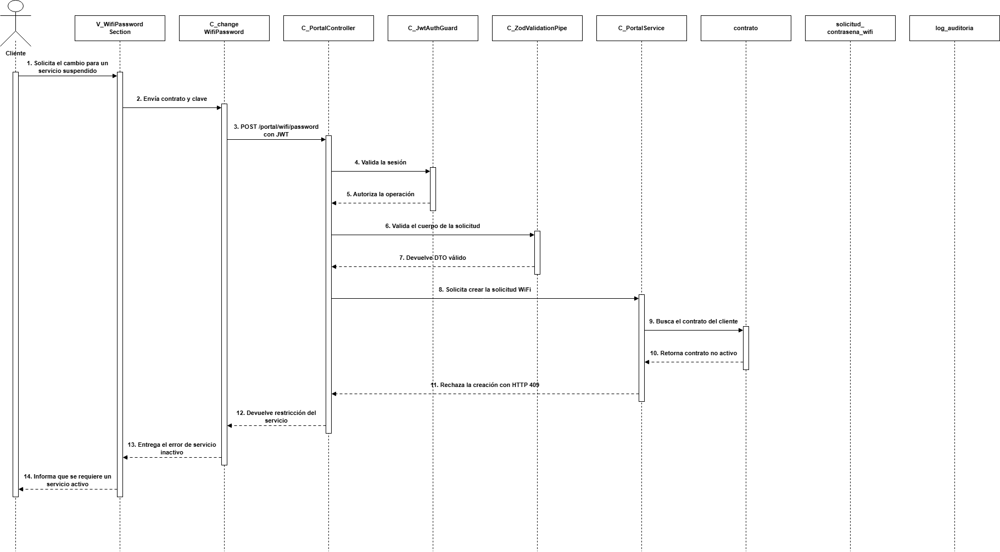 V_WifiPassword
Section
C_change
WifiPassword
C_PortalController
C_JwtAuthGuard
C_ZodValidationPipe
C_PortalService
contrato
solicitud_
contrasena_wifi
log_auditoria
Cliente
1. Solicita el cambio para un
servicio suspendido
2. Envía contrato y clave
3. POST /portal/wifi/password
con JWT
4. Valida la sesión
5. Autoriza la operación
6. Valida el cuerpo de la solicitud
7. Devuelve DTO válido
8. Solicita crear la solicitud WiFi
9. Busca el contrato del cliente
10. Retorna contrato no activo
11. Rechaza la creación con HTTP 409
12. Devuelve restricción del
servicio
13. Entrega el error de servicio
inactivo
14. Informa que se requiere un
servicio activo